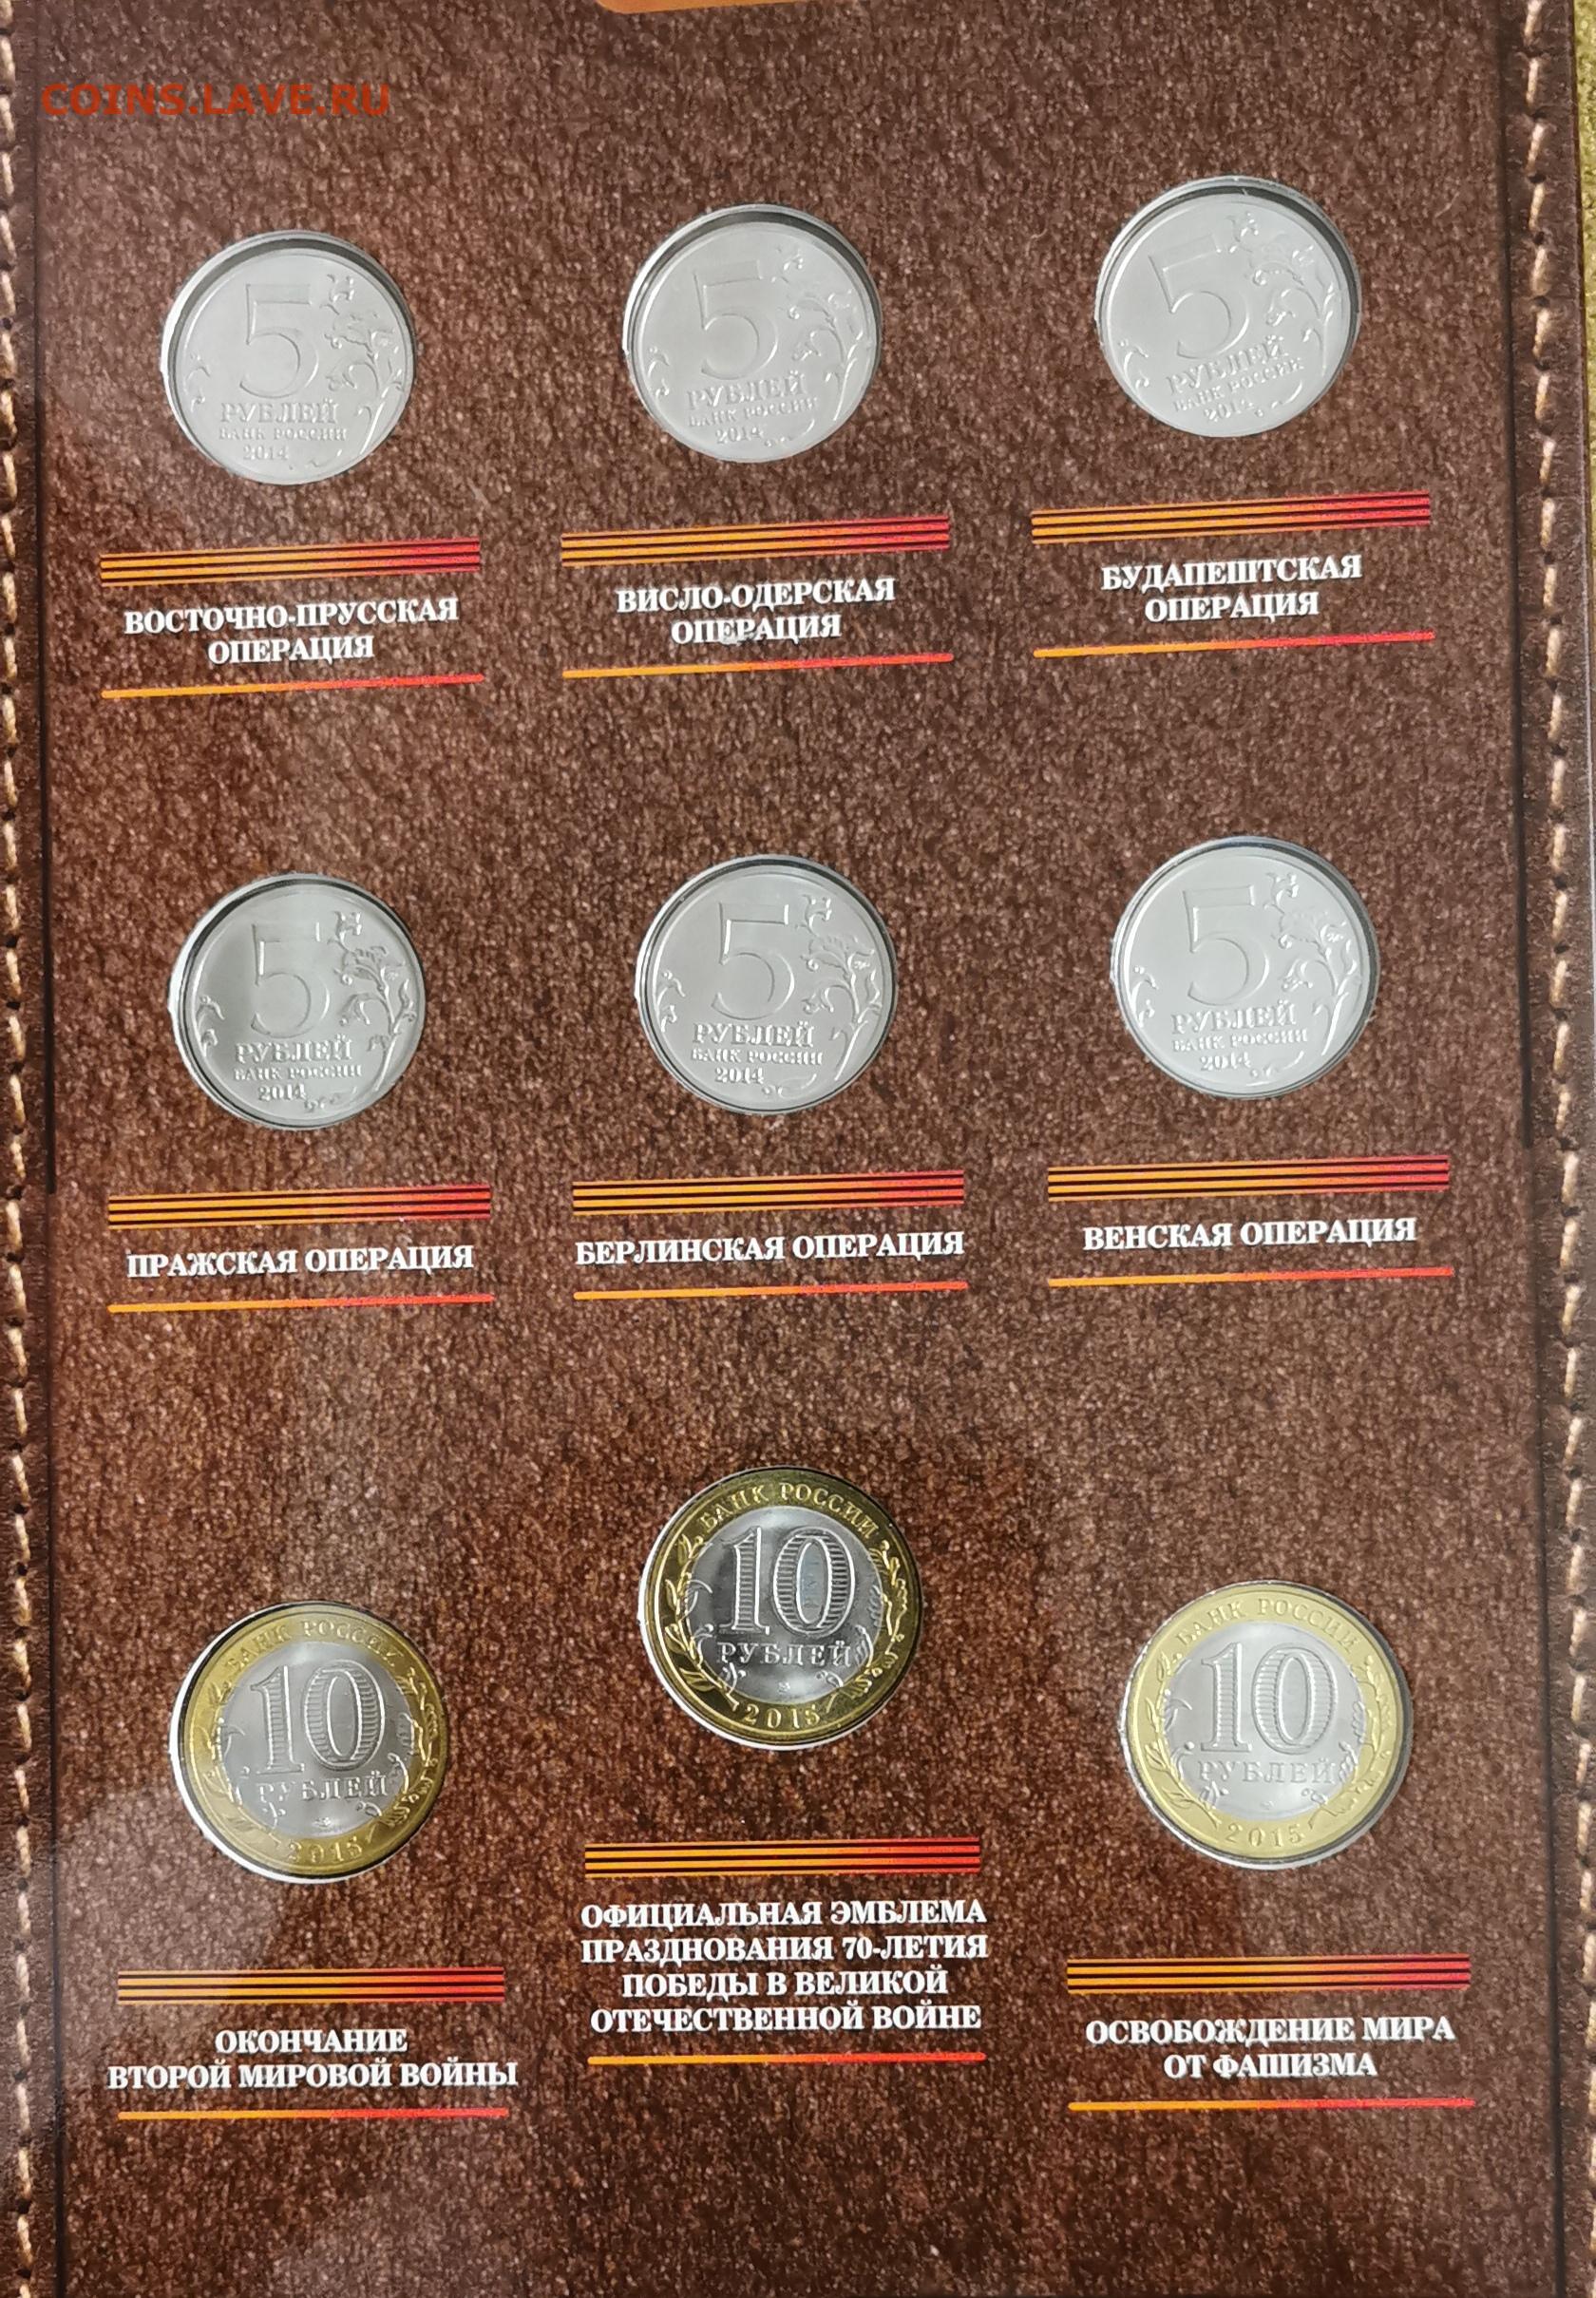 COINS.LAVE.RU
5
РУБЛЕЙ
БАНК РОССИИ
2014
5
РУБЛЕЙ
БАНК РОССИИ
2014
5
РУБЛЕЙ
БАНК РОССИИ
2014
ВОСТОЧНО-ПРУССКАЯ
ОПЕРАЦИЯ
ВИСЛО-ОДЕРСКАЯ
ОПЕРАЦИЯ
БУДАПЕШТСКАЯ
ОПЕРАЦИЯ
5
РУБЛЕЙ
БАНК РОССИИ
2014
5
РУБЛЕЙ
БАНК РОССИИ
2014
5
РУБЛЕЙ
БАНК РОССИИ
2014
ПРАЖСКАЯ ОПЕРАЦИЯ
БЕРЛИНСКАЯ ОПЕРАЦИЯ
ВЕНСКАЯ ОПЕРАЦИЯ
БАНК РОССИИ
10
РУБЛЕЙ
2015
БАНК РОССИИ
10
РУБЛЕЙ
2015
БАНК РОССИИ
10
РУБЛЕЙ
2015
ОКОНЧАНИЕ
ВТОРОЙ МИРОВОЙ ВОЙНЫ
ОФИЦИАЛЬНАЯ ЭМБЛЕМА
ПРАЗДНОВАНИЯ 70-ЛЕТИЯ
ПОБЕДЫ В ВЕЛИКОЙ
ОТЕЧЕСТВЕННОЙ ВОЙНЕ
ОСВОБОЖДЕНИЕ МИРА
ОТ ФАШИЗМА